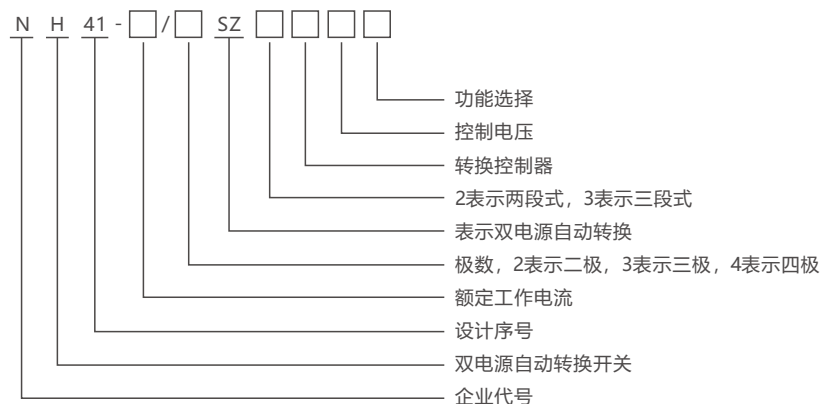 N H 41-□/□ SZ □ □ □ □
功能选择
控制电压
转换控制器
2表示两段式，3表示三段式
表示双电源自动转换
极数，2表示二极，3表示三极，4表示四极
额定工作电流
设计序号
双电源自动转换开关
企业代号